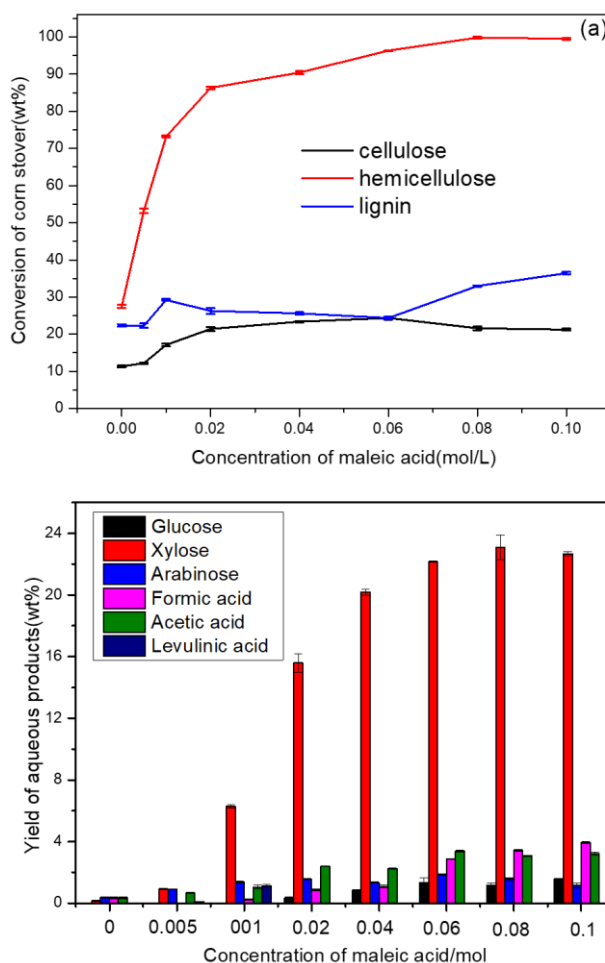 (a)
Conversion of corn stover(wt%)
100
90
80
70
60
50
40
30
20
10
0
cellulose
hemicellulose
lignin
0.00 0.02 0.04 0.06 0.08 0.10
Concentration of maleic acid(mol/L)
Yield of aqueous products(wt%)
24
20
16
12
8
4
0
Glucose
Xylose
Arabinose
Formic acid
Acetic acid
Levulinic acid
0 0.005 001 0.02 0.04 0.06 0.08 0.1
Concentration of maleic acid/mol